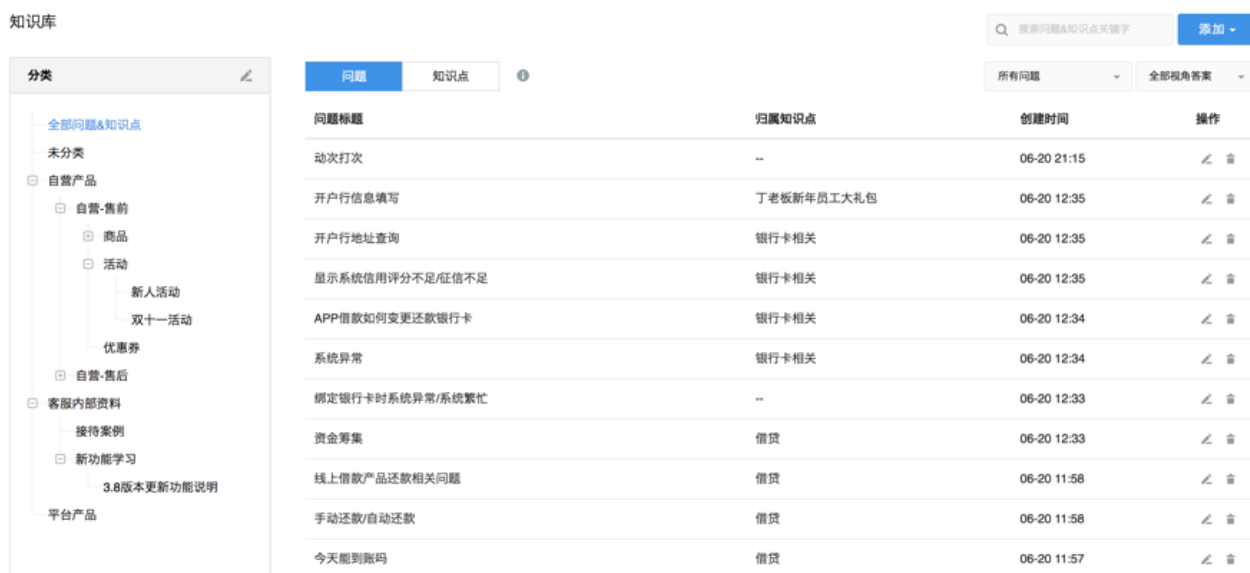 知识库
搜索问题&知识点关键字
添加
分类
全部问题&知识点
未分类
自营产品
自营-售前
商品
活动
新人活动
双十一活动
优惠券
自营-售后
客服内部资料
接待案例
新功能学习
3.8版本更新功能说明
平台产品
问题 知识点
所有问题 全部视角答案
问题标题 归属知识点 创建时间 操作
动次打次 -- 06-20 21:15
开户行信息填写 丁老板新年员工大礼包 06-20 12:35
开户行地址查询 银行卡相关 06-20 12:35
显示系统信用评分不足/征信不足 银行卡相关 06-20 12:35
APP借款如何变更还款银行卡 银行卡相关 06-20 12:34
系统异常 银行卡相关 06-20 12:34
绑定银行卡时系统异常/系统繁忙 -- 06-20 12:33
资金筹集 借贷 06-20 12:33
线上借款产品还款相关问题 借贷 06-20 11:58
手动还款/自动还款 借贷 06-20 11:58
今天能到账吗 借贷 06-20 11:57